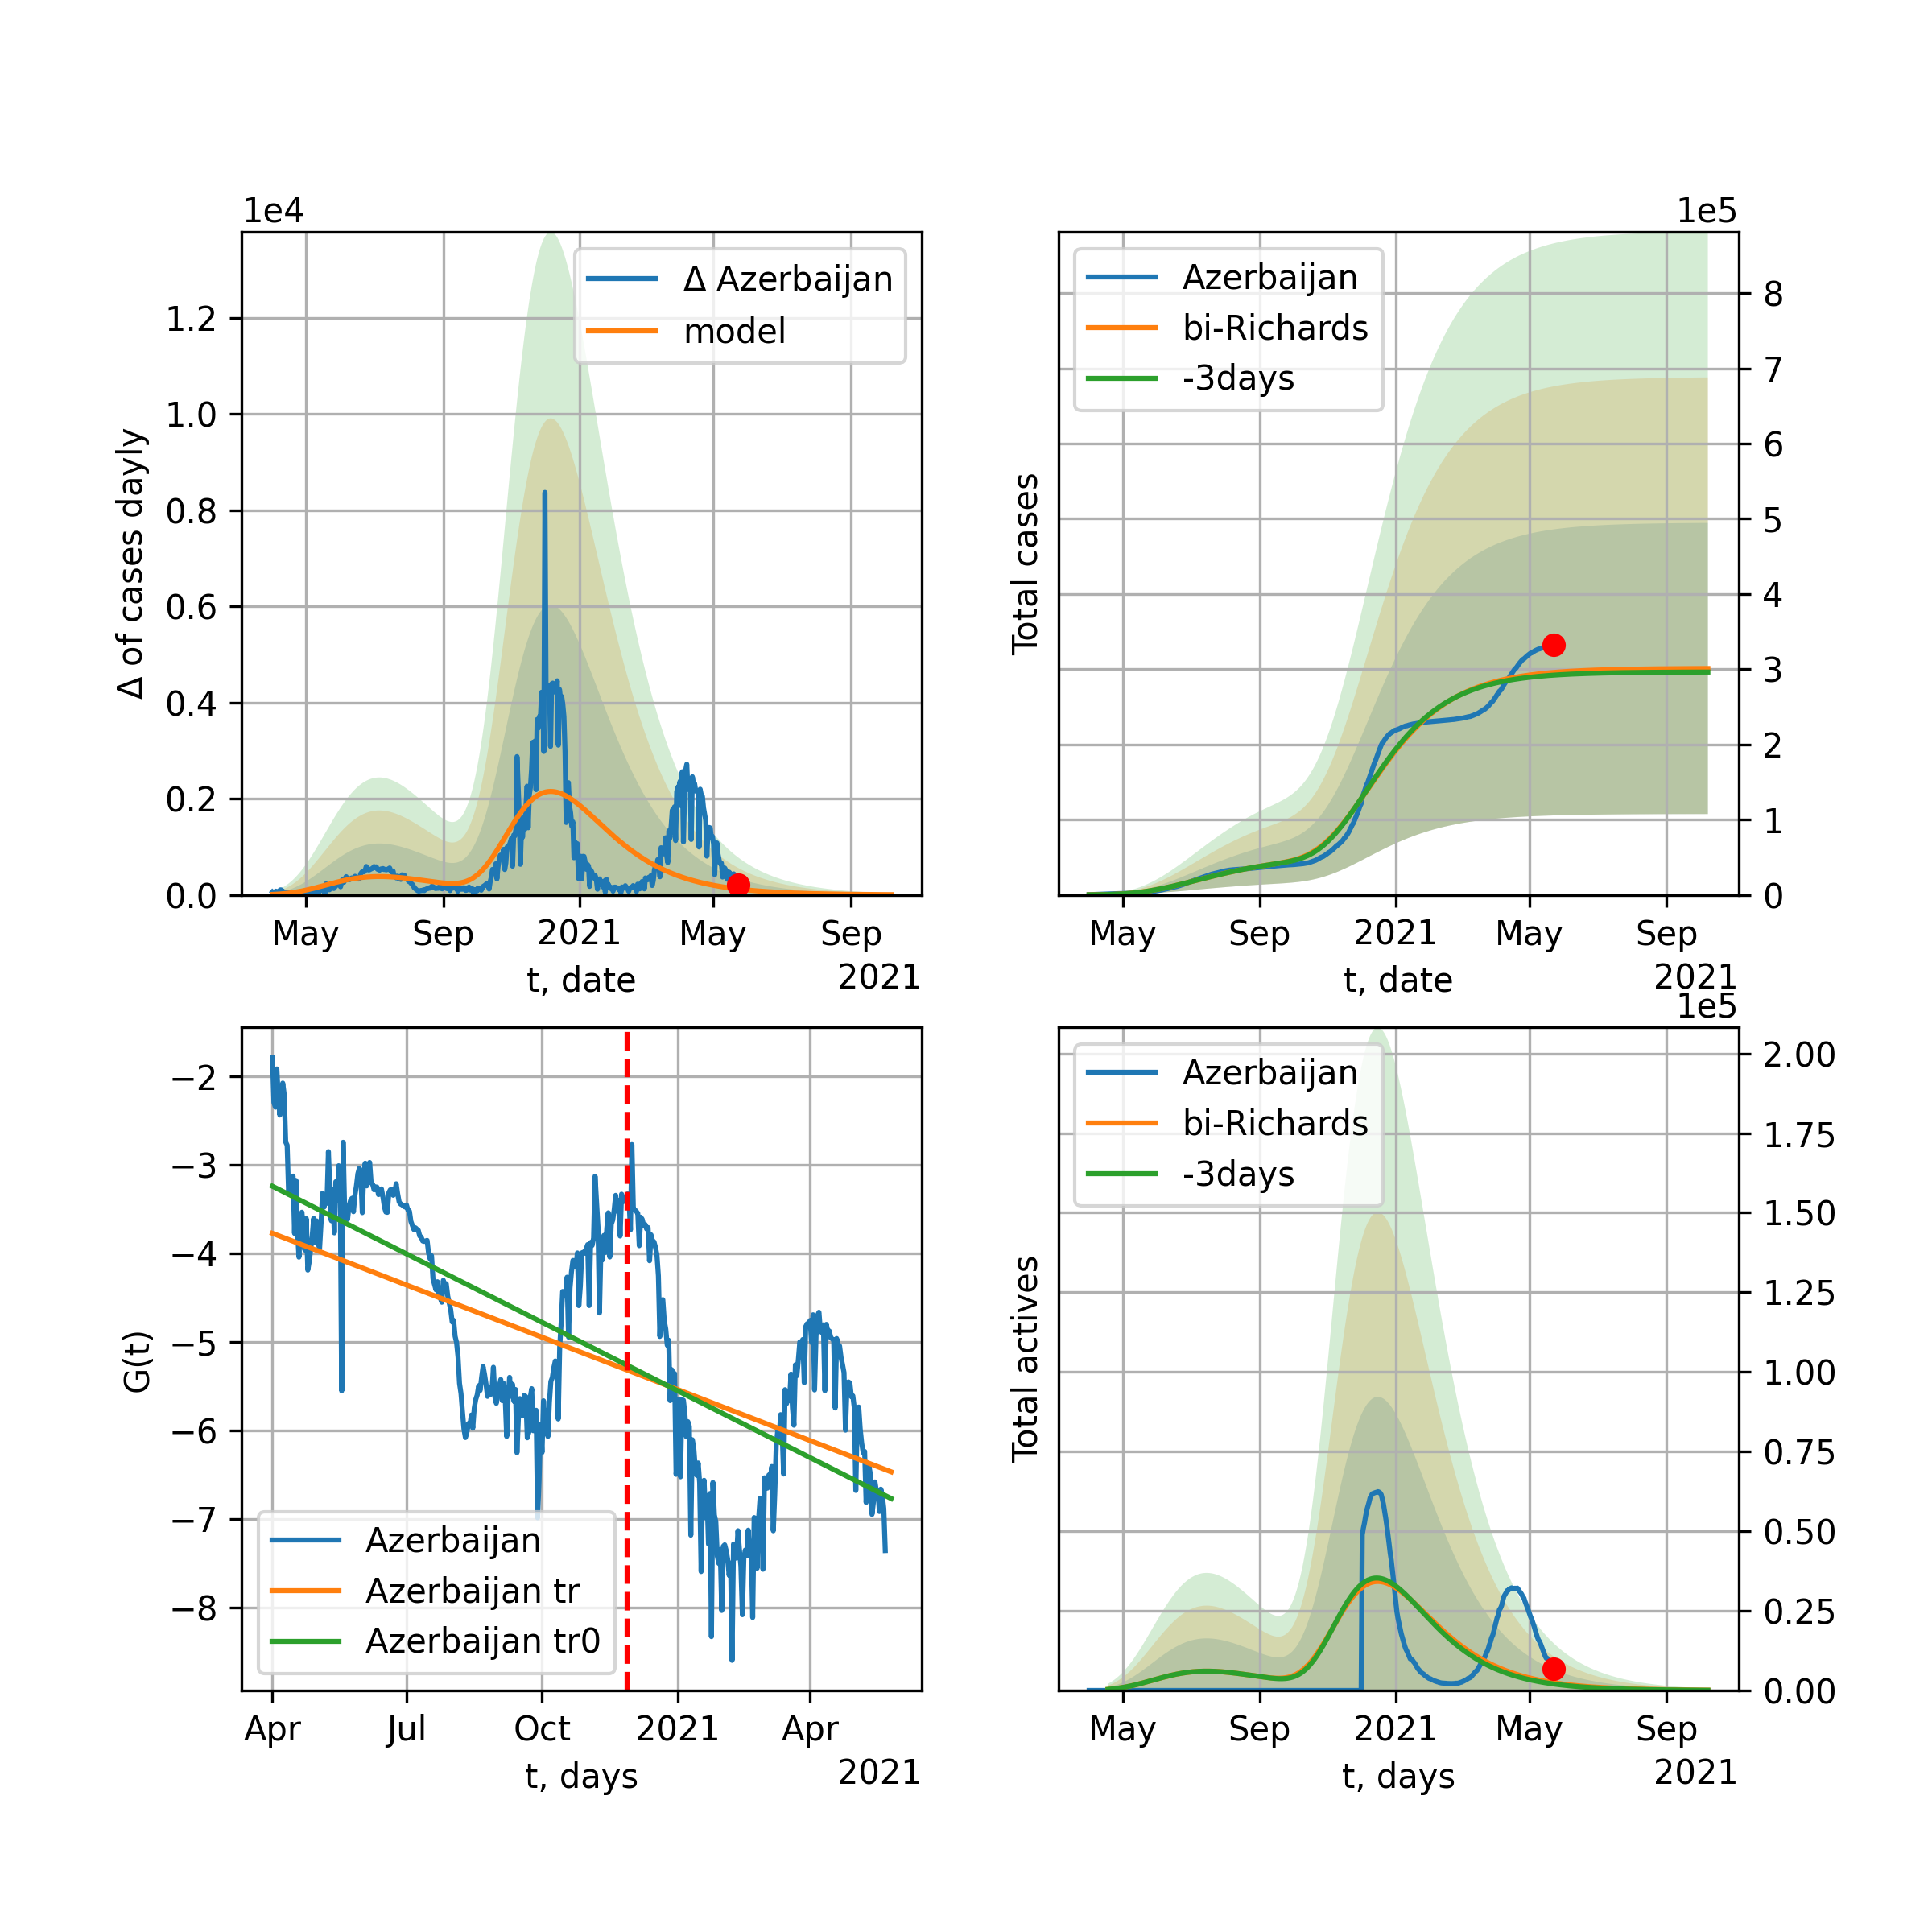 1e4
Δ Azerbaijan
model
1.2
1.0
0.8
0.6
0.4
0.2
0.0
Δ of cases dayly
May
Sep
2021
May
Sep
t, date
2021
1e5
Azerbaijan
bi-Richards
-3days
8
7
6
5
4
3
2
1
0
Total cases
May
Sep
2021
May
Sep
t, date
2021
−2
−3
−4
−5
−6
−7
−8
G(t)
Azerbaijan
Azerbaijan tr
Azerbaijan tr0
Apr
Jul
Oct
2021
Apr
t, days
2021
1e5
Azerbaijan
bi-Richards
-3days
2.00
1.75
1.50
1.25
1.00
0.75
0.50
0.25
0.00
Total actives
May
Sep
2021
May
Sep
t, days
2021